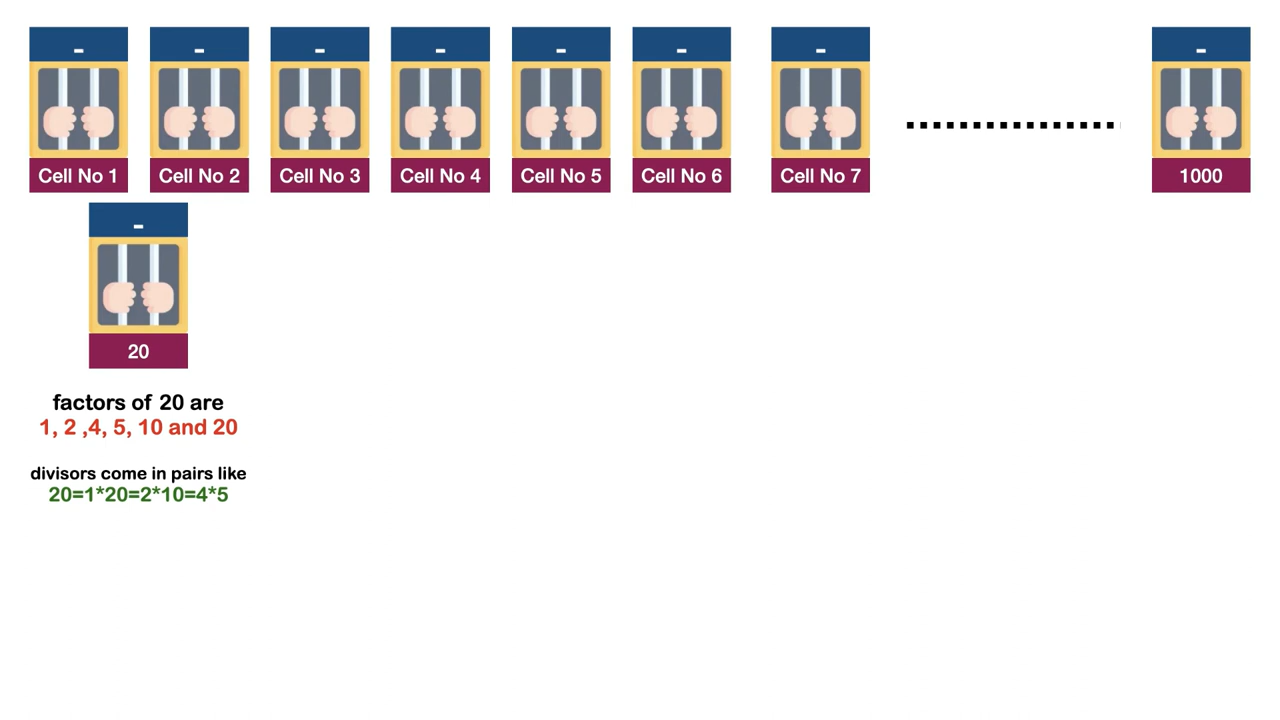 - - - - - - - -
Cell No 1 Cell No 2 Cell No 3 Cell No 4 Cell No 5 Cell No 6 Cell No 7 1000
-
20
factors of 20 are
1, 2 ,4, 5, 10 and 20
divisors come in pairs like
20=1*20=2*10=4*5